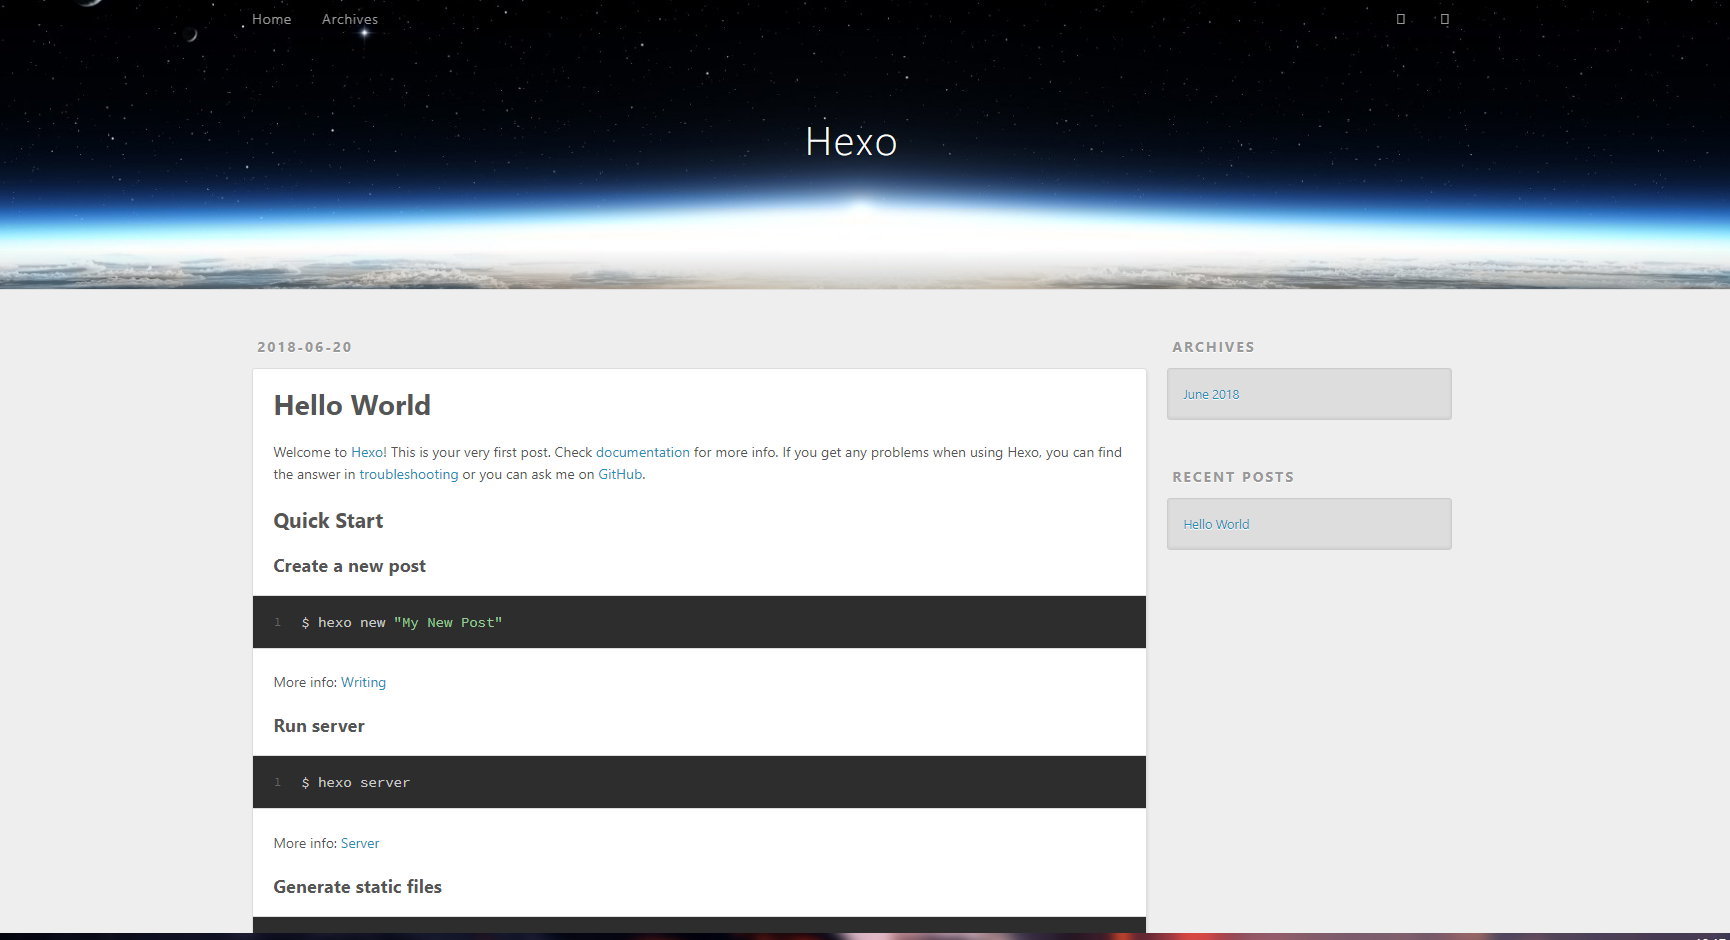 Home Archives
Hexo
2018-06-20
Hello World
Welcome to Hexo! This is your very first post. Check documentation for more info. If you get any problems when using Hexo, you can find
the answer in troubleshooting or you can ask me on GitHub.
Quick Start
Create a new post
1 $ hexo new "My New Post"
More info: Writing
Run server
1 $ hexo server
More info: Server
Generate static files
ARCHIVES
June 2018
RECENT POSTS
Hello World